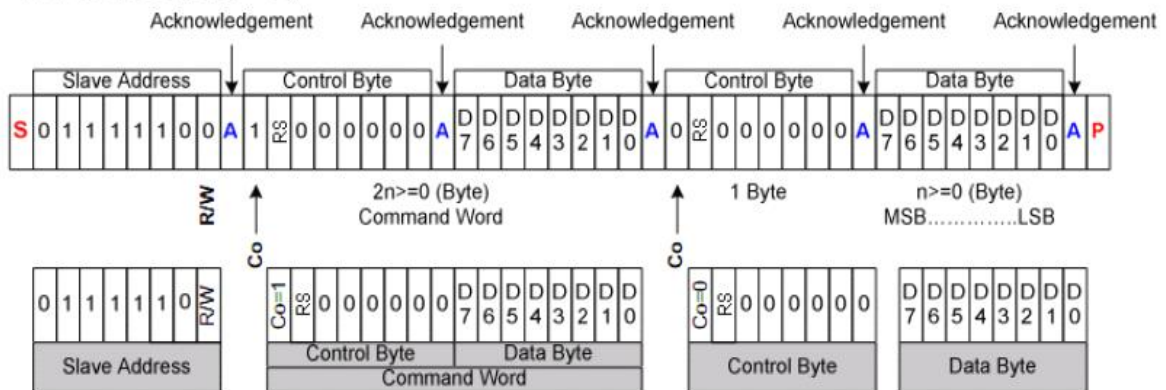 Acknowledgement Acknowledgement Acknowledgement Acknowledgement Acknowledgement
Slave Address Control Byte Data Byte Control Byte Data Byte
S 0 1 1 1 1 1 0 0 A 1 RS 0 0 0 0 0 0 A D7 D6 D5 D4 D3 D2 D1 D0 A 0 RS 0 0 0 0 0 0 A D7 D6 D5 D4 D3 D2 D1 D0 A P
R/W 2n>=0 (Byte) 1 Byte n>=0 (Byte)
Command Word MSB..............LSB
Co Co
0 1 1 1 1 1 0 R/W Co=1 RS 0 0 0 0 0 0 D7 D6 D5 D4 D3 D2 D1 D0 Co=0 RS 0 0 0 0 0 0 D7 D6 D5 D4 D3 D2 D1 D0
Slave Address Control Byte Data Byte Control Byte Data Byte
Command Word